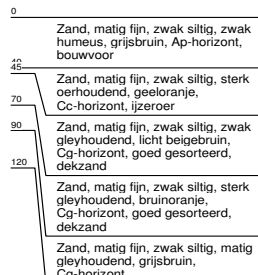 0
Zand, matig fijn, zwak siltig, zwak
humeus, grijsbruin, Ap-horizont,
bouwvoor
40
45
Zand, matig fijn, zwak siltig, sterk
oerhoudend, geeloranje,
Cc-horizont, ijzeroer
70
Zand, matig fijn, zwak siltig, zwak
gleyhoudend, licht beigebruin,
Cg-horizont, goed gesorteerd,
dekzand
90
Zand, matig fijn, zwak siltig, sterk
gleyhoudend, bruinoranje,
Cg-horizont, goed gesorteerd,
dekzand
120
Zand, matig fijn, zwak siltig, matig
gleyhoudend, grijsbruin,
Cg-horizont